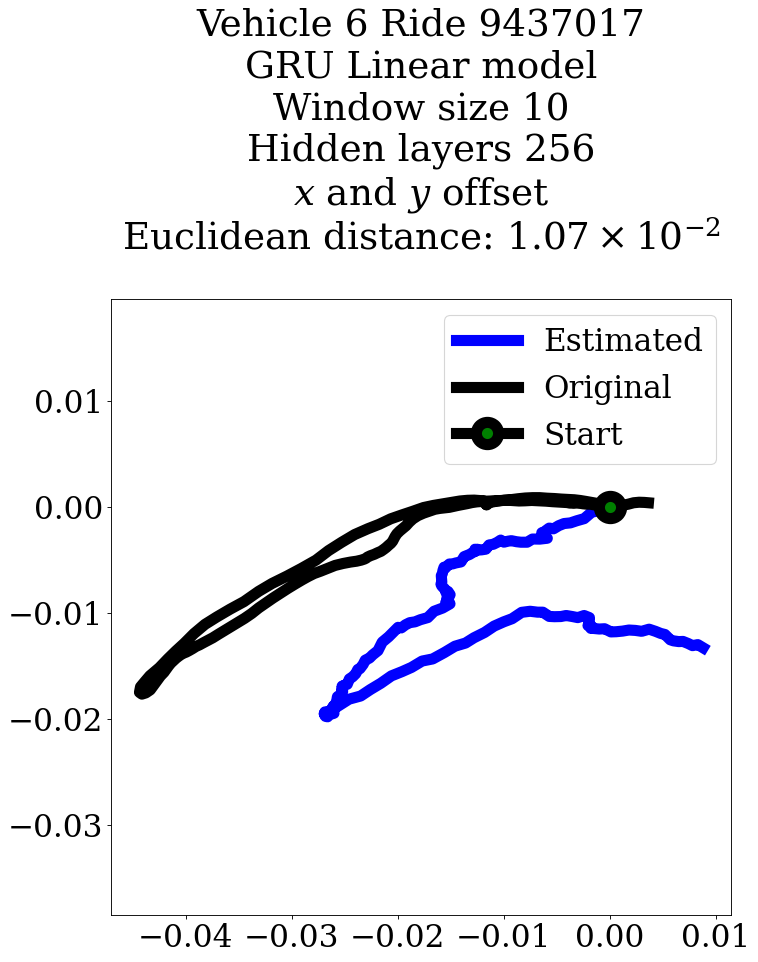 Vehicle 6 Ride 9437017
GRU Linear model
Window size 10
Hidden layers 256
x and y offset
Euclidean distance: 1.07 × 10⁻²
Estimated
Original
Start
0.01
0.00
−0.01
−0.02
−0.03
−0.04 −0.03 −0.02 −0.01 0.00 0.01